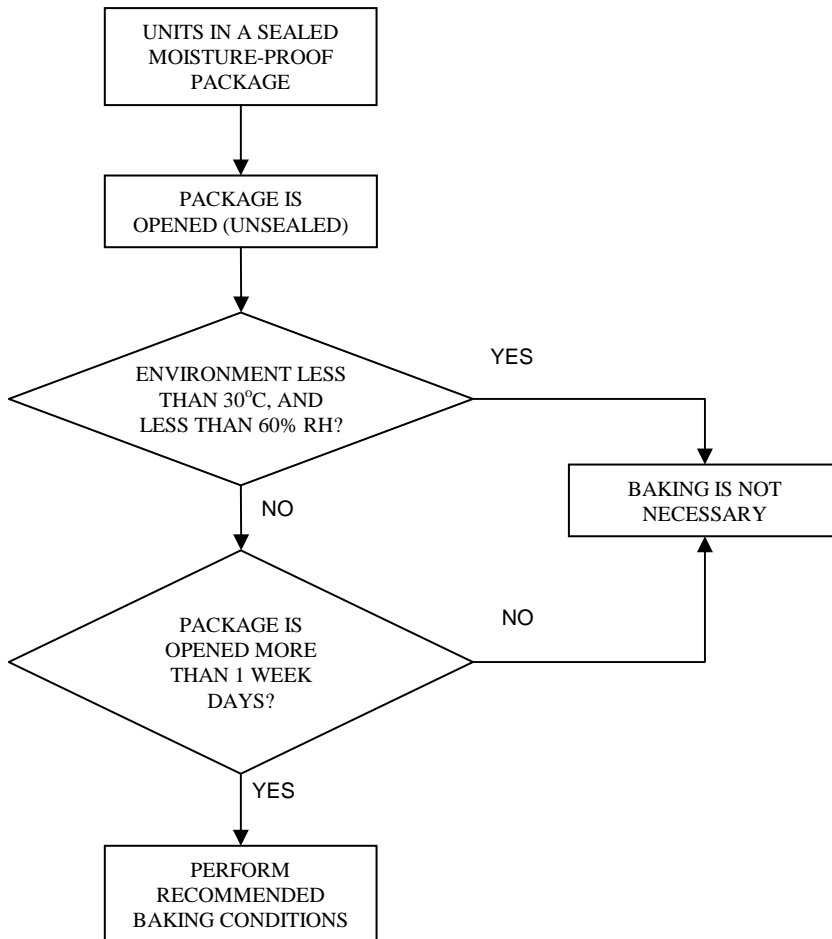 UNITS IN A SEALED
MOISTURE-PROOF
PACKAGE
PACKAGE IS
OPENED (UNSEALED)
ENVIRONMENT LESS
THAN 30°C, AND
LESS THAN 60% RH?
YES
BAKING IS NOT
NECESSARY
NO
PACKAGE IS
OPENED MORE
THAN 1 WEEK
DAYS?
NO
YES
PERFORM
RECOMMENDED
BAKING CONDITIONS